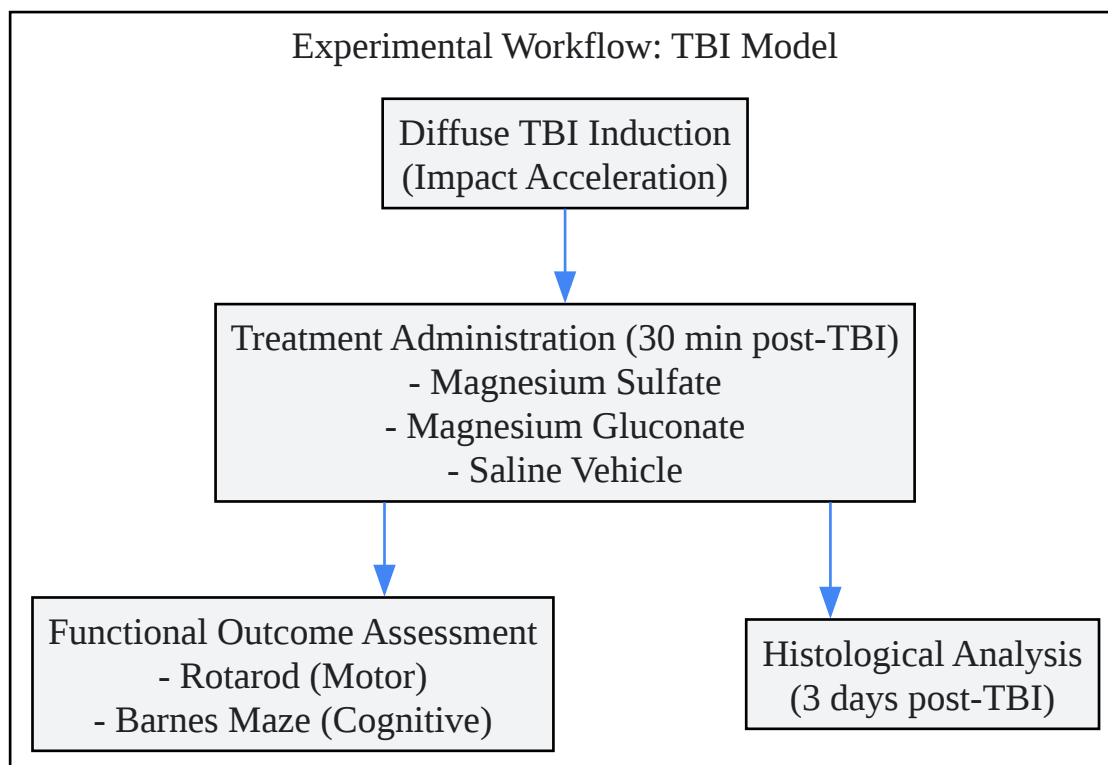 Experimental Workflow: TBI Model
Diffuse TBI Induction
(Impact Acceleration)
Treatment Administration (30 min post-TBI)
- Magnesium Sulfate
- Magnesium Gluconate
- Saline Vehicle
Functional Outcome Assessment
- Rotarod (Motor)
- Barnes Maze (Cognitive)
Histological Analysis
(3 days post-TBI)